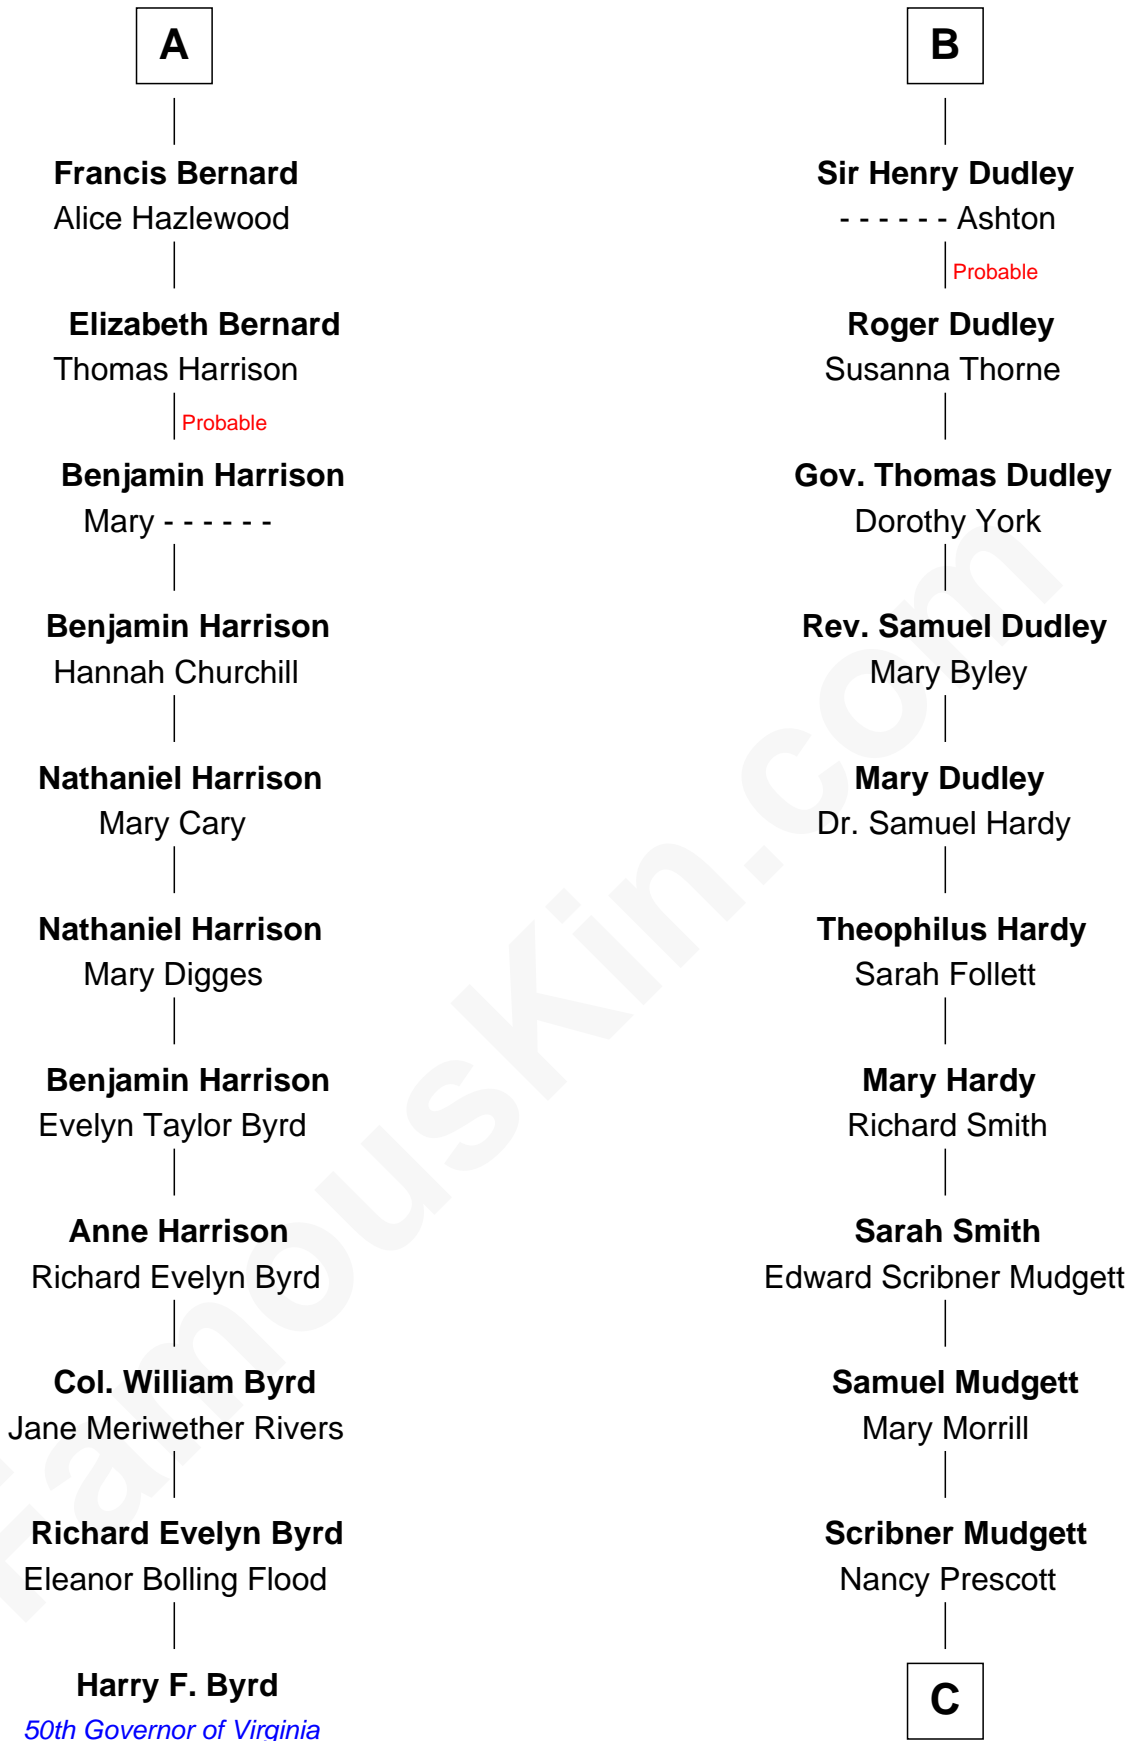 A
Francis Bernard
Alice Hazlewood
Elizabeth Bernard
Thomas Harrison
Probable
Benjamin Harrison
Mary - - - - - -
Benjamin Harrison
Hannah Churchill
Nathaniel Harrison
Mary Cary
Nathaniel Harrison
Mary Digges
Benjamin Harrison
Evelyn Taylor Byrd
Anne Harrison
Richard Evelyn Byrd
Col. William Byrd
Jane Meriwether Rivers
Richard Evelyn Byrd
Eleanor Bolling Flood
Harry F. Byrd
50th Governor of Virginia
B
Sir Henry Dudley
- - - - - - Ashton
Probable
Roger Dudley
Susanna Thorne
Gov. Thomas Dudley
Dorothy York
Rev. Samuel Dudley
Mary Byley
Mary Dudley
Dr. Samuel Hardy
Theophilus Hardy
Sarah Follett
Mary Hardy
Richard Smith
Sarah Smith
Edward Scribner Mudgett
Samuel Mudgett
Mary Morrill
Scribner Mudgett
Nancy Prescott
C
FamousKin.com